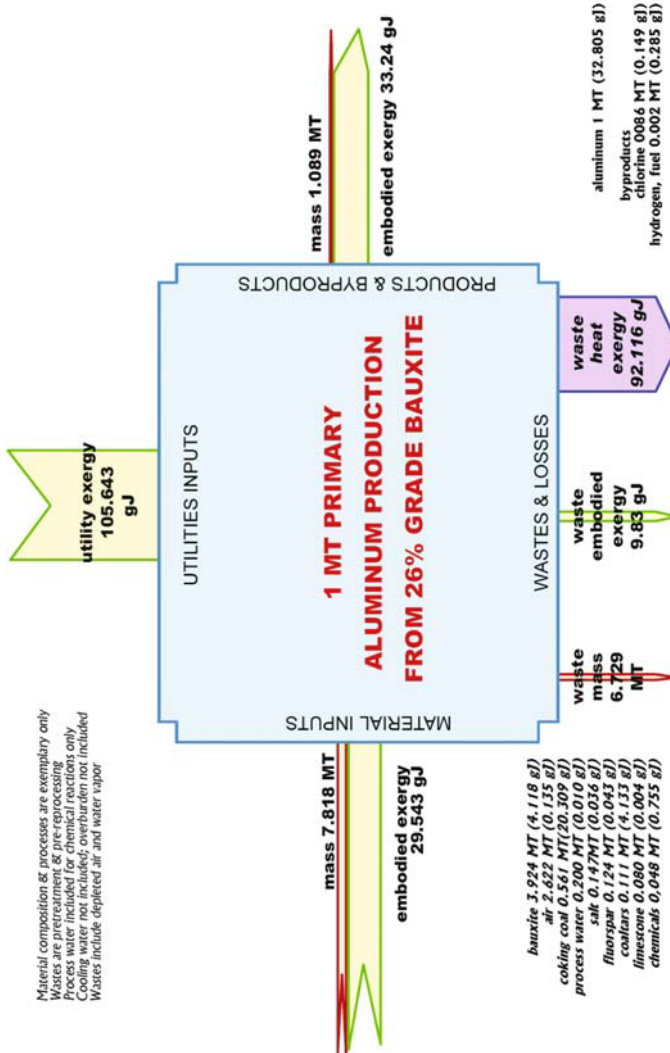 Material composition & processes are exemplary only
Wastes are pretreatment & pre-reprocessing
Process water included for chemical reactions only
Cooling water not included; overburden not included
Wastes include depleted air and water vapor
utility exergy
105.643
gJ
UTILITIES INPUTS
mass 7.818 MT
embodied exergy
29.543 gJ
MATERIAL INPUTS
1 MT PRIMARY
ALUMINUM PRODUCTION
FROM 26% GRADE BAUXITE
PRODUCTS & BYPRODUCTS
mass 1.089 MT
embodied exergy 33.24 gJ
WASTES & LOSSES
waste
mass
6.729
MT
waste
embodied
exergy
9.83 gJ
waste
heat
exergy
92.116 gJ
bauxite 3.924 MT (4.118 gJ)
air 2.622 MT (0.135 gJ)
coking coal 0.561 MT(20.309 gJ)
process water 0.200 MT (0.010 gJ)
salt 0.147MT (0.036 gJ)
fluorspar 0.124 MT (0.043 gJ)
coaltars 0.111 MT (4.133 gJ)
limestone 0.080 MT (0.004 gJ)
chemicals 0,048 MT (0.755 gJ)
aluminum 1 MT (32.805 gJ)
byproducts
chlorine 0086 MT (0.149 gJ)
hydrogen, fuel 0.002 MT (0.285 gJ)